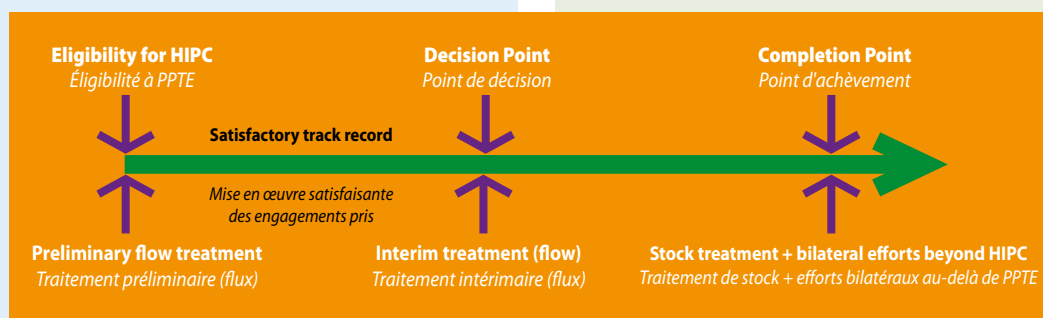 Eligibility for HIPC
Éligibilité à PPTE
Decision Point
Point de décision
Completion Point
Point d'achèvement
Satisfactory track record
Mise en œuvre satisfaisante
des engagements pris
Preliminary flow treatment
Traitement préliminaire (flux)
Interim treatment (flow)
Traitement intérimaire (flux)
Stock treatment + bilateral efforts beyond HIPC
Traitement de stock + efforts bilatéraux au-delà de PPTE